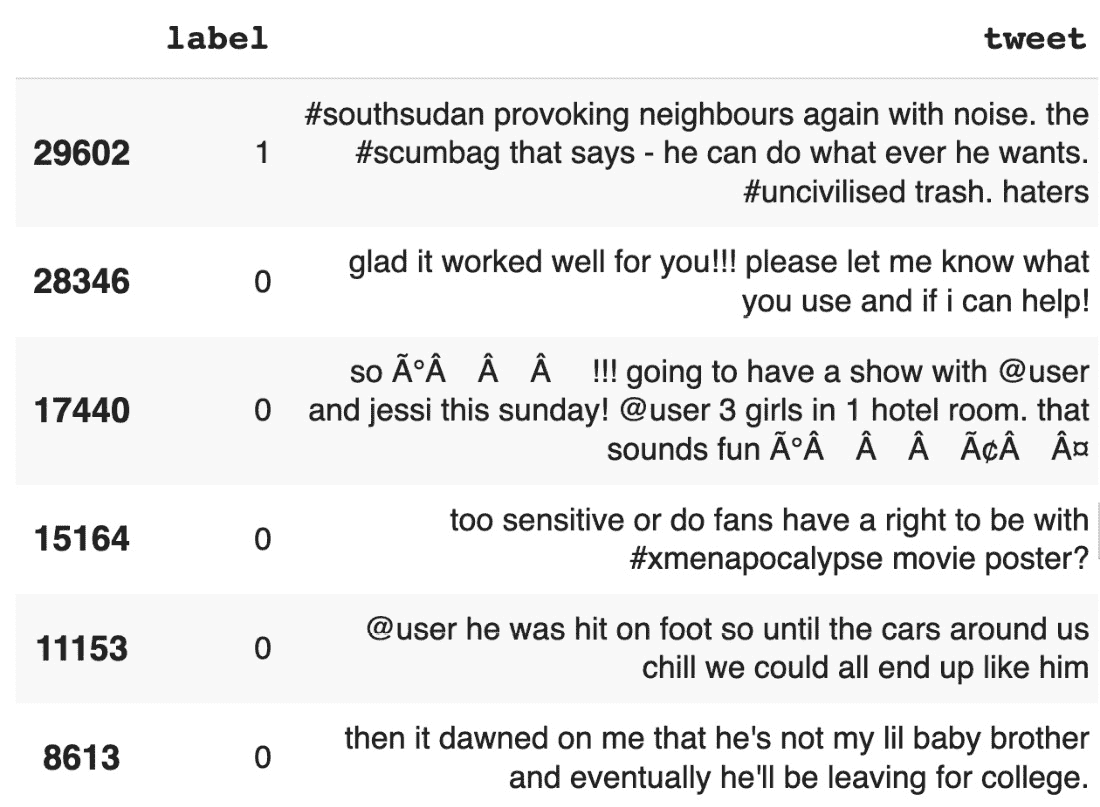 label tweet
#southsudan provoking neighbours again with noise. the
29602 1 #scumbag that says - he can do what ever he wants.
#uncivilised trash. haters
glad it worked well for you!!! please let me know what
28346 0
you use and if i can help!
so Ã°Â Â Â !!! going to have a show with @user
17440 0 and jessi this sunday! @user 3 girls in 1 hotel room. that
sounds fun Ã°Â Â Â Ã¢Â Â¤
too sensitive or do fans have a right to be with
15164 0
#xmenapocalypse movie poster?
@user he was hit on foot so until the cars around us
11153 0
chill we could all end up like him
then it dawned on me that he's not my lil baby brother
8613 0
and eventually he'll be leaving for college.